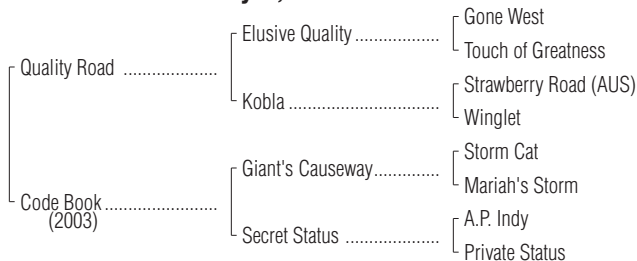 Gone West
Elusive Quality ..................
Touch of Greatness
Quality Road ....................
Strawberry Road (AUS)
Kobla ................................
Winglet
Storm Cat
Giant's Causeway..............
Mariah's Storm
Code Book........................
(2003)
A.P. Indy
Secret Status ....................
Private Status